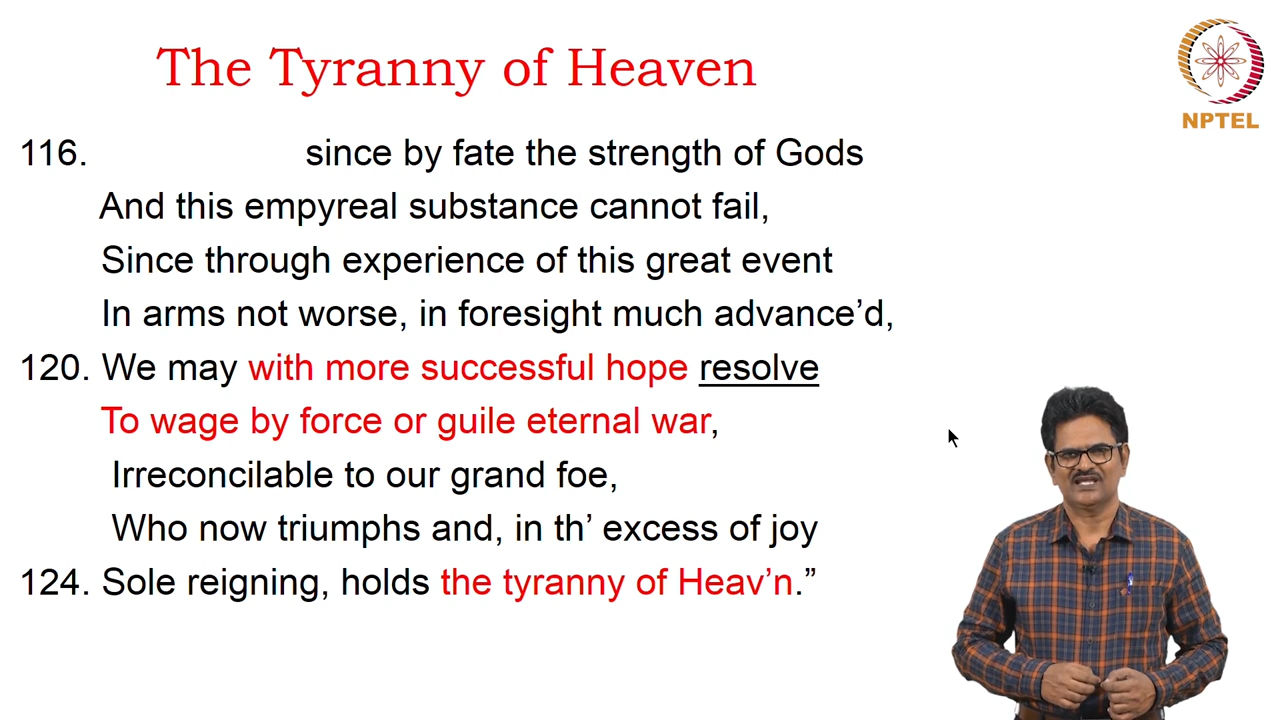 The Tyranny of Heaven
NPTEL
116. since by fate the strength of Gods
And this empyreal substance cannot fail,
Since through experience of this great event
In arms not worse, in foresight much advance’d,
120. We may with more successful hope resolve
To wage by force or guile eternal war,
Irreconcilable to our grand foe,
Who now triumphs and, in th’ excess of joy
124. Sole reigning, holds the tyranny of Heav’n.”